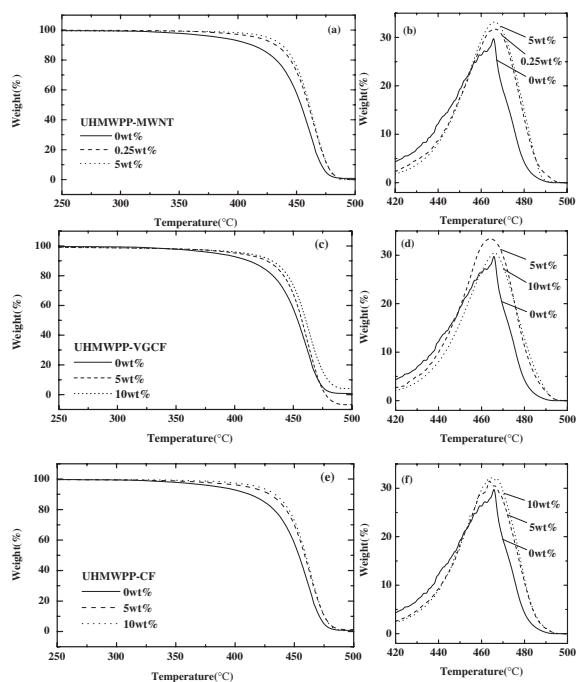 (a)
100
80
60
40
20
0
Weight(%)
UHMWPP-MWNT
0wt%
0.25wt%
5wt%
250 300 350 400 450 500
Temperature(°C)
(b)
30
20
10
0
Weight(%)
5wt%
0.25wt%
0wt%
420 440 460 480 500
Temperature(°C)
(c)
100
80
60
40
20
0
Weight(%)
UHMWPP-VGCF
0wt%
5wt%
10wt%
250 300 350 400 450 500
Temperature(°C)
(d)
30
20
10
0
Weight(%)
5wt%
10wt%
0wt%
420 440 460 480 500
Temperature(°C)
(e)
100
80
60
40
20
0
Weight(%)
UHMWPP-CF
0wt%
5wt%
10wt%
250 300 350 400 450 500
Temperature(°C)
(f)
30
20
10
0
Weight(%)
10wt%
5wt%
0wt%
420 440 460 480 500
Temperature(°C)